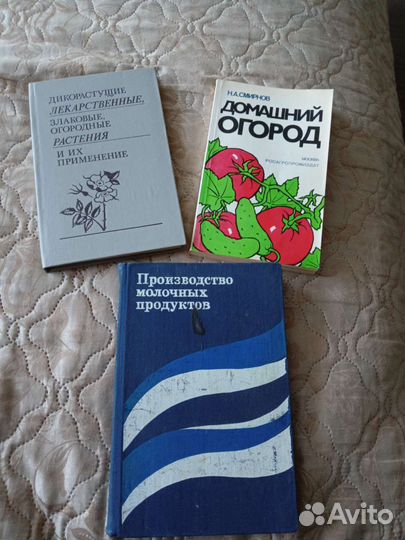 ДИКОРАСТУЩИЕ
ЛЕКАРСТВЕННЫЕ,
ЗЛАКОВЫЕ,
ОГОРОДНЫЕ
РАСТЕНИЯ
И ИХ
ПРИМЕНЕНИЕ
Н.А.СМИРНОВ
ДОМАШНИЙ
ОГОРОД
МОСКВА
РОСАГРОПРОМИЗДАТ
Производство
молочных
продуктов
Avito